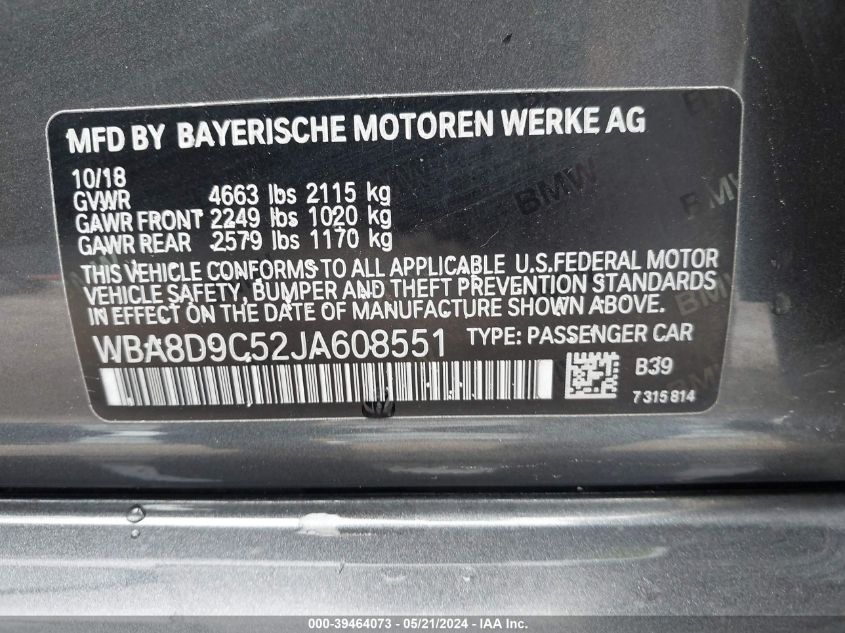 MFD BY BAYERISCHE MOTOREN WERKE AG
10/18
GVWR 4663 lbs 2115 kg
GAWR FRONT 2249 lbs 1020 kg
GAWR REAR 2579 lbs 1170 kg
THIS VEHICLE CONFORMS TO ALL APPLICABLE U.S.FEDERAL MOTOR
VEHICLE SAFETY, BUMPER AND THEFT PREVENTION STANDARDS
IN EFFECT ON THE DATE OF MANUFACTURE SHOWN ABOVE.
WBA8D9C52JA608551 TYPE: PASSENGER CAR
B39
7315814
000-39464073 - 05/21/2024 - IAA Inc.